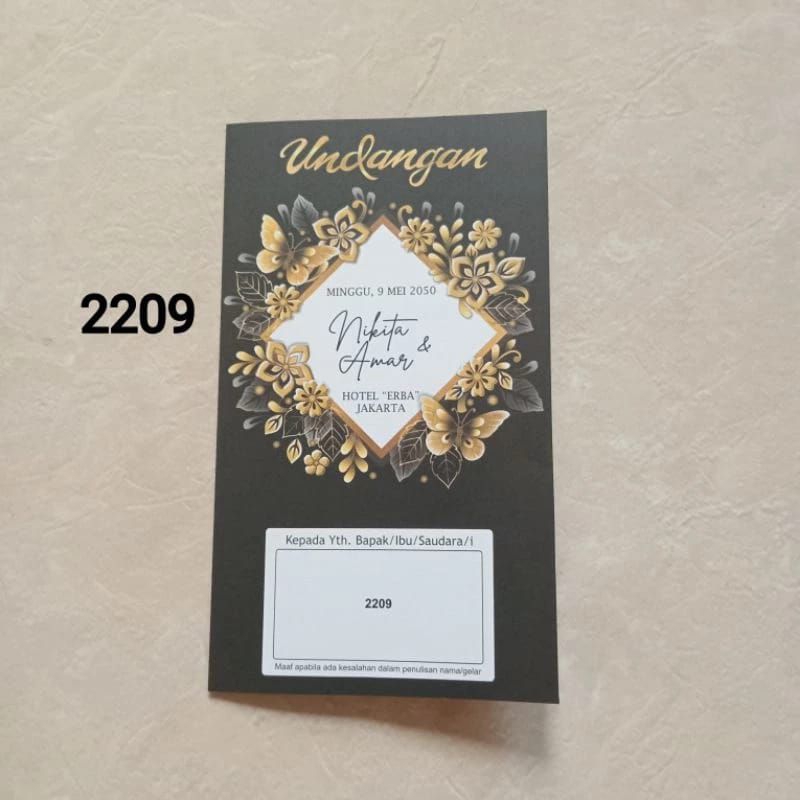 Undangan
MINGGU, 9 MEI 2050
Nikita
& Amar
HOTEL "ERBA"
JAKARTA
2209
Kepada Yth. Bapak/Ibu/Saudara/i
2209
Maaf apabila ada kesalahan dalam penulisan nama/gelar